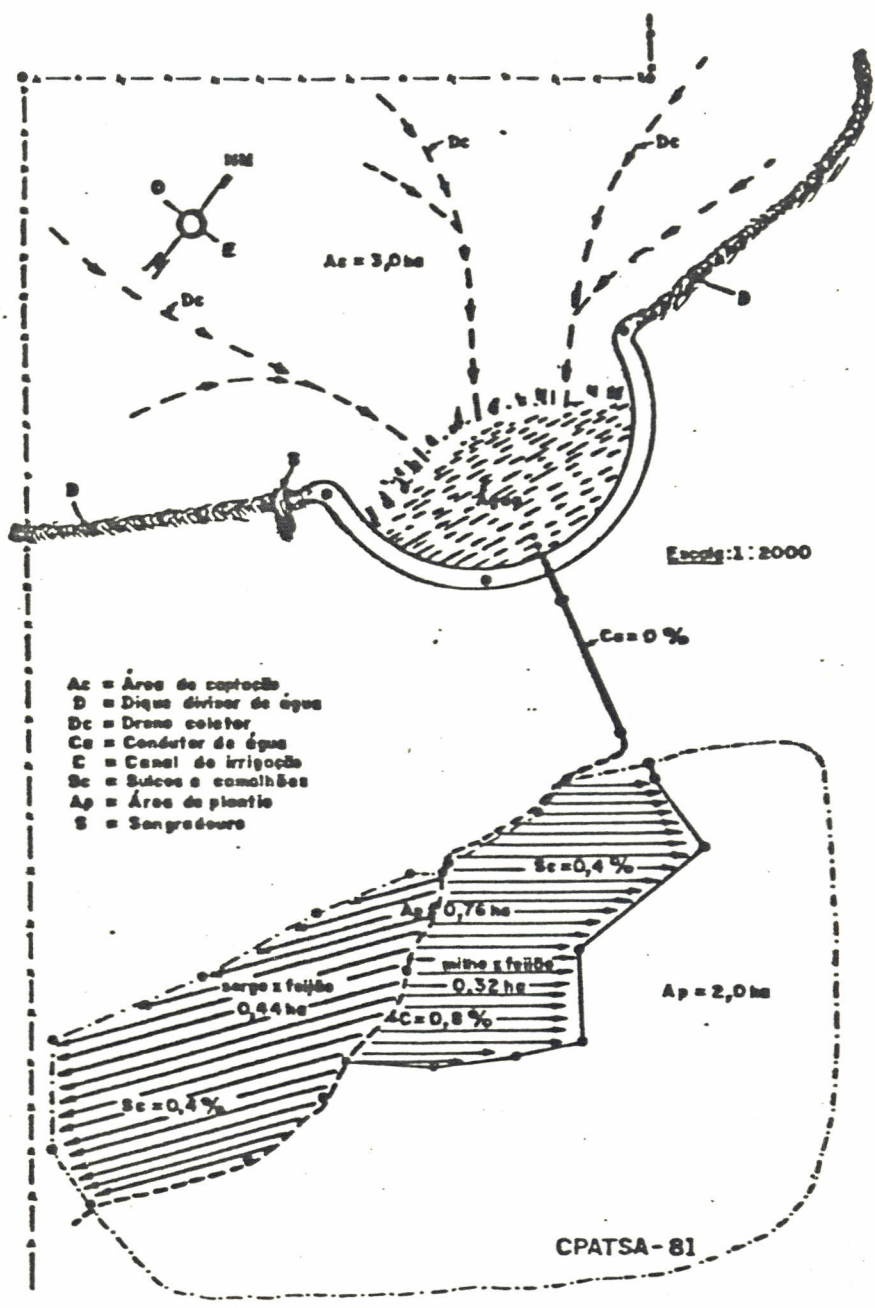 NM
O
E
Dc
Dc
Dc
Ac = 3,0 ha
D
S
D
Água
Escala: 1:2000
Ca = 0 %
Ac = Área de captação
D = Dique divisor de água
Dc = Dreno coletor
Ca = Condutor de água
C = Canal de irrigação
Sc = Sulcos e camalhões
Ap = Área de plantio
S = Sangradouro
Sc = 0,4 %
Ap = 0,76 ha
milho x feijão
0,32 ha
sorgo x feijão
0,44 ha
C = 0,8 %
Ap = 2,0 ha
Sc = 0,4 %
CPATSA - 81